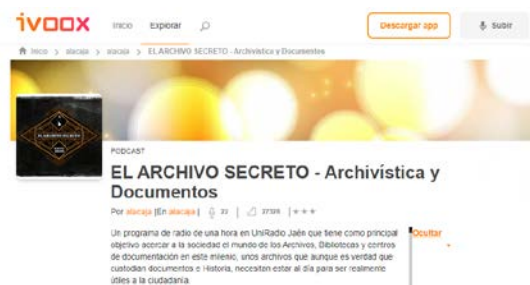 ivoox INICIO Explorar Descargar app Subir
Inicio > alacaja > alacaja > EL ARCHIVO SECRETO - Archivística y Documentos
EL ARCHIVO SECRETO
PODCAST
EL ARCHIVO SECRETO - Archivística y
Documentos
Por alacaja |En alacaja |
Un programa de radio de una hora en UniRadio Jaén que tiene como principal Ocultar
objetivo acercar a la sociedad el mundo de los Archivos, Bibliotecas y centros
de documentación en este milenio, unos archivos que aunque es verdad que
custodian documentos e Historia, necesitan estar al día para ser realmente
útiles a la ciudadanía.